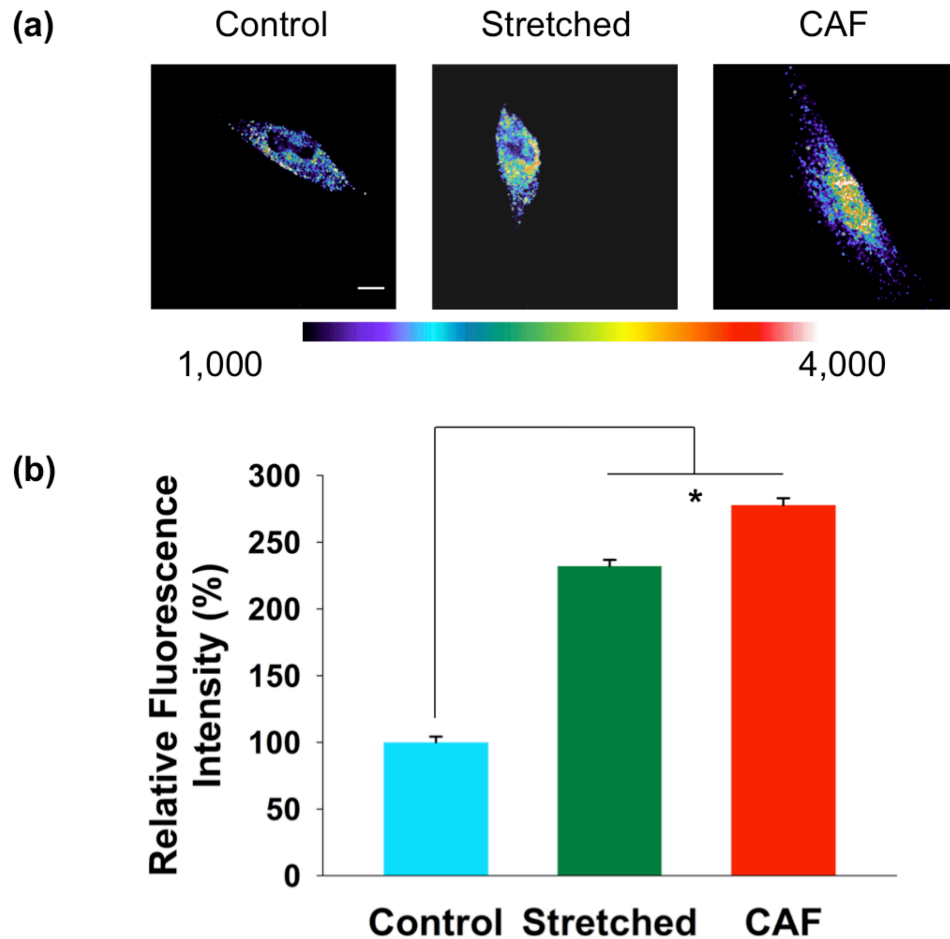 (a)
Control Stretched CAF
1,000 4,000
(b)
Relative Fluorescence
Intensity (%)
300
250
200
150
100
50
0
*
Control Stretched CAF